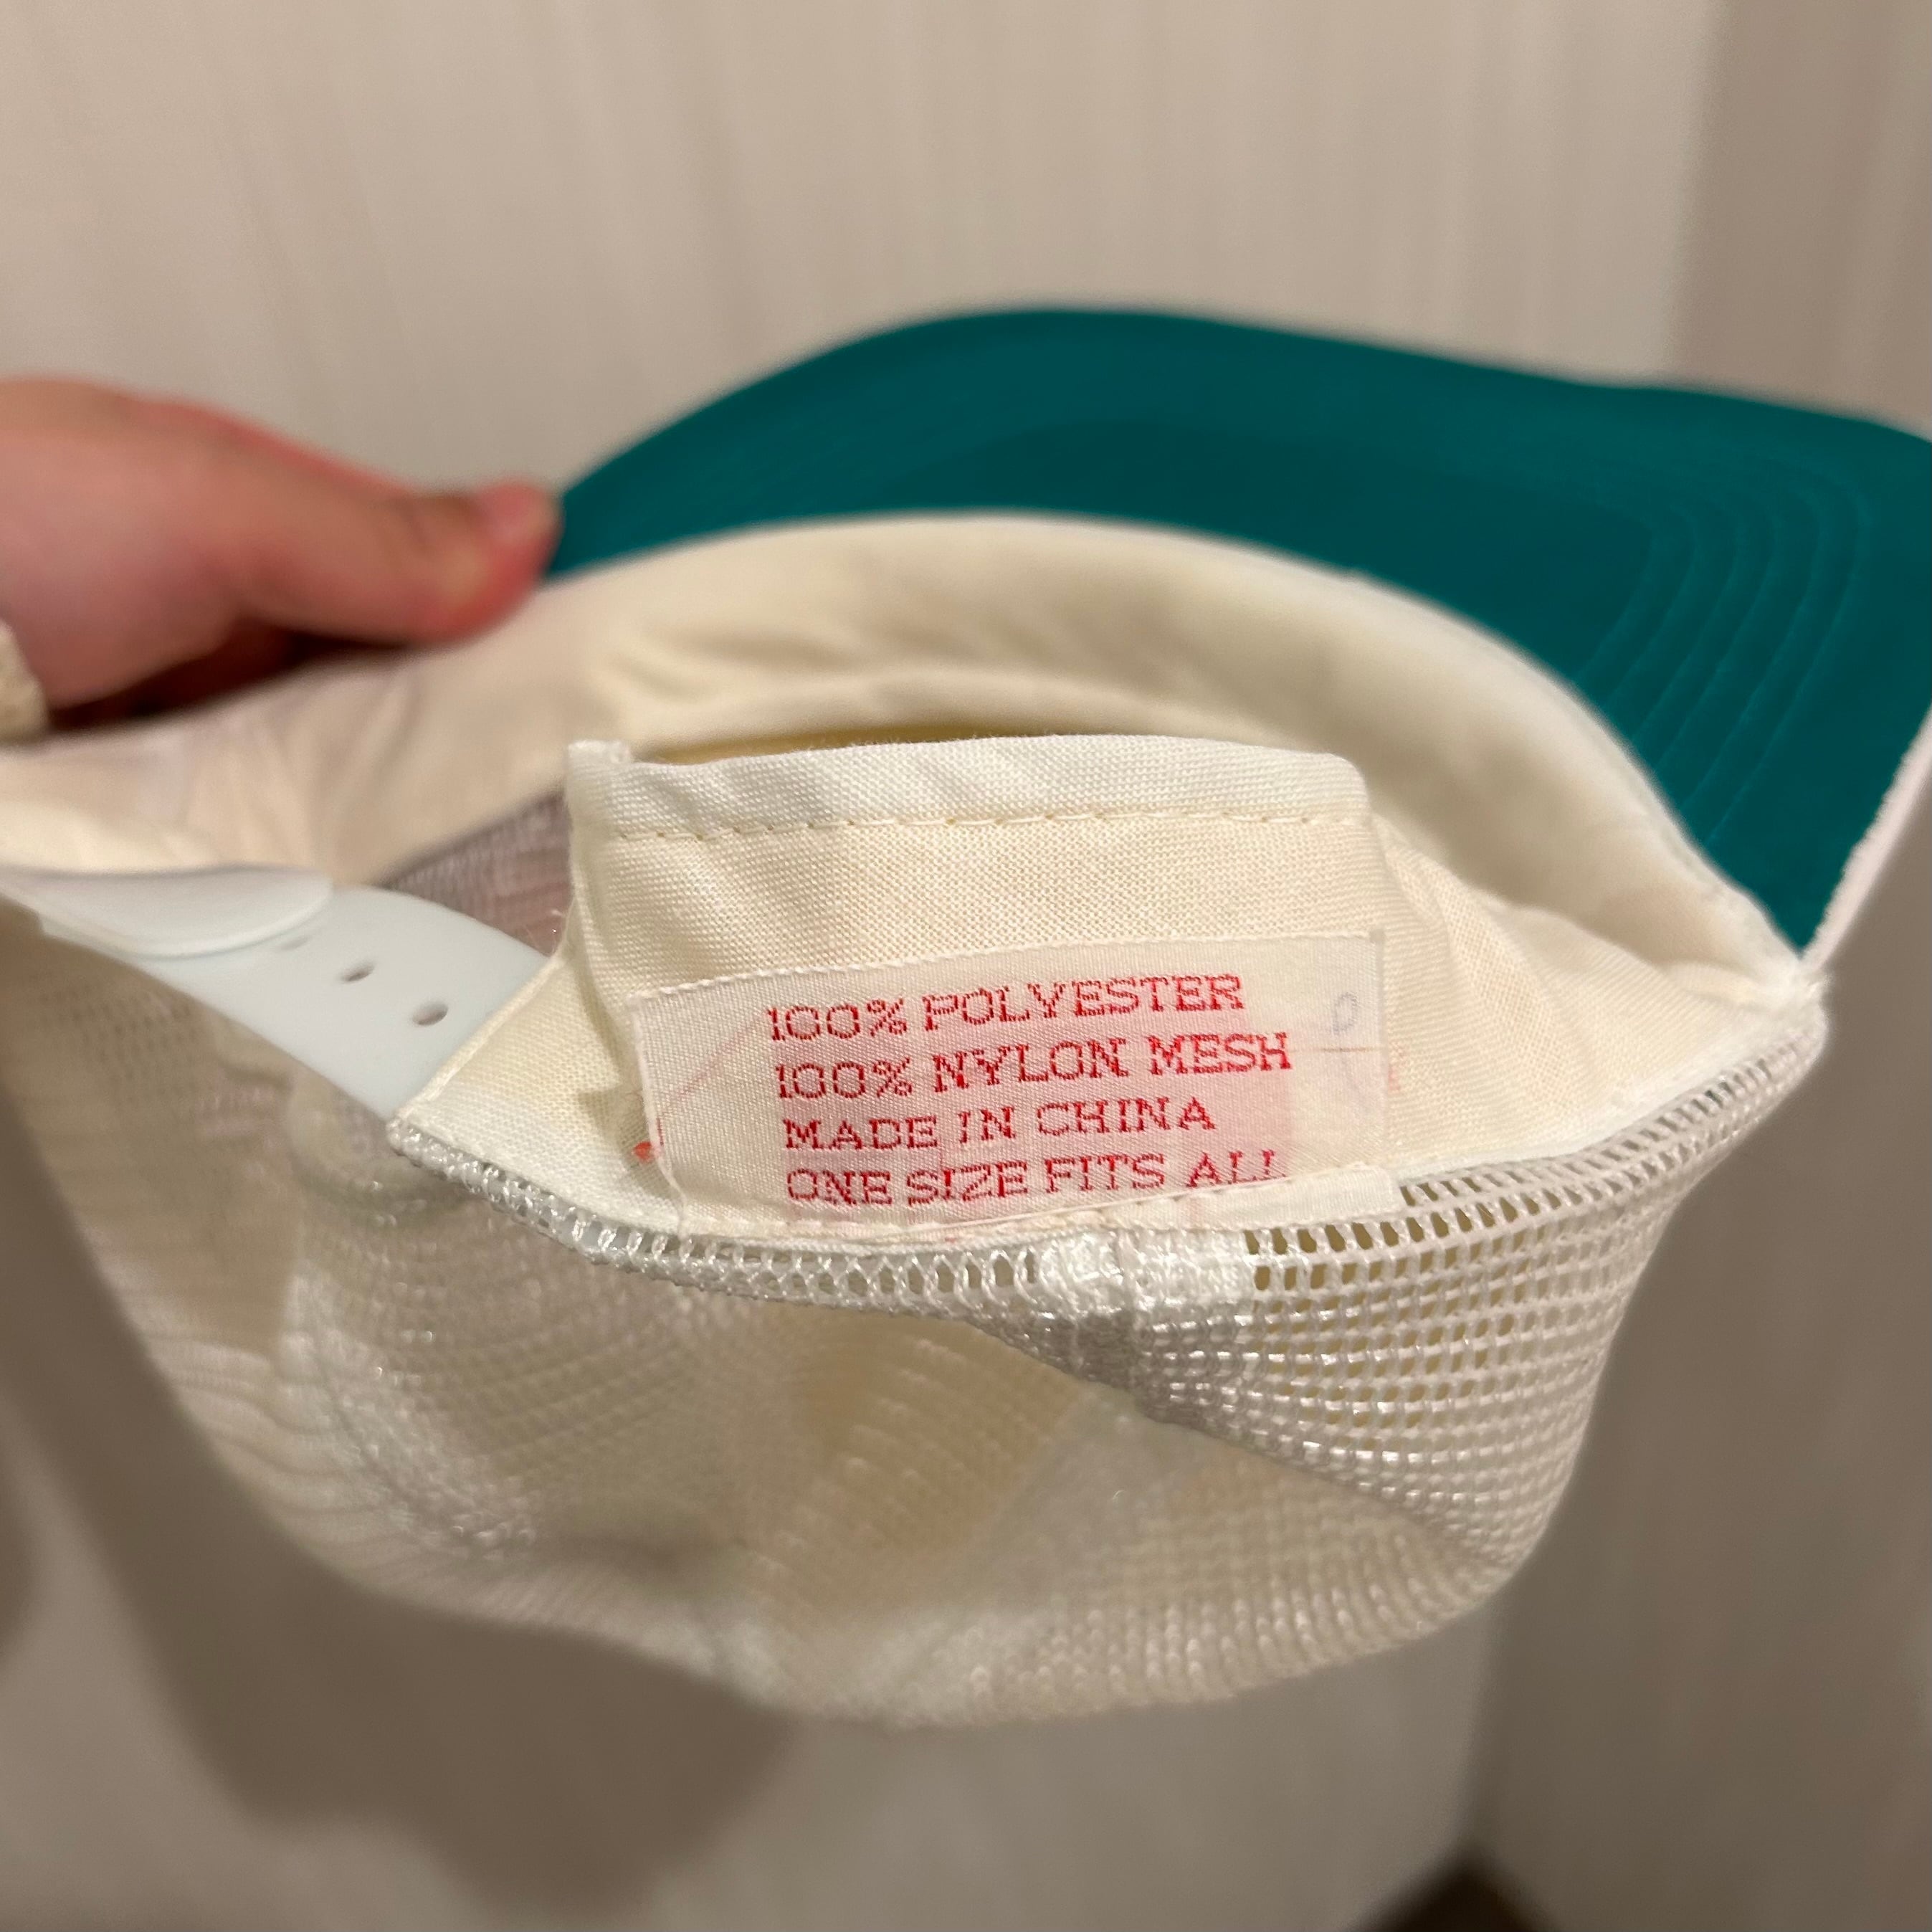 100% POLYESTER
100% NYLON MESH
MADE IN CHINA
ONE SIZE FITS ALL